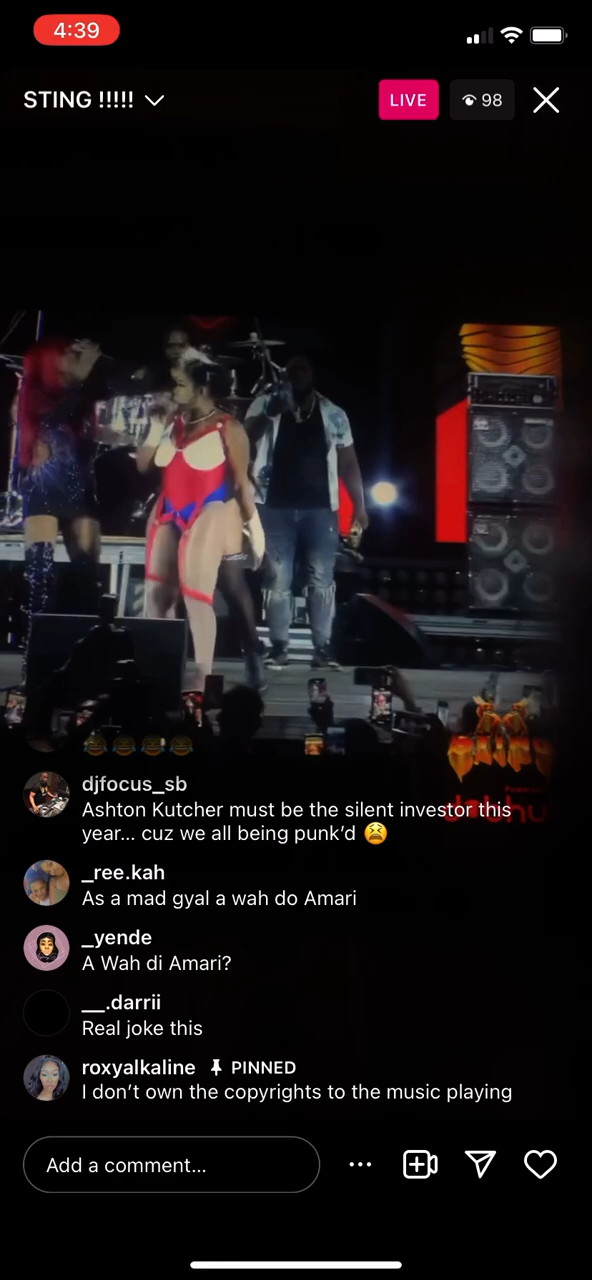 4:39
STING !!!!!
LIVE
98
djfocus_sb
Ashton Kutcher must be the silent investor this
year... cuz we all being punk’d 😫
_ree.kah
As a mad gyal a wah do Amari
_yende
A Wah di Amari?
__.darrii
Real joke this
roxyalkaline PINNED
I don’t own the copyrights to the music playing
Add a comment...